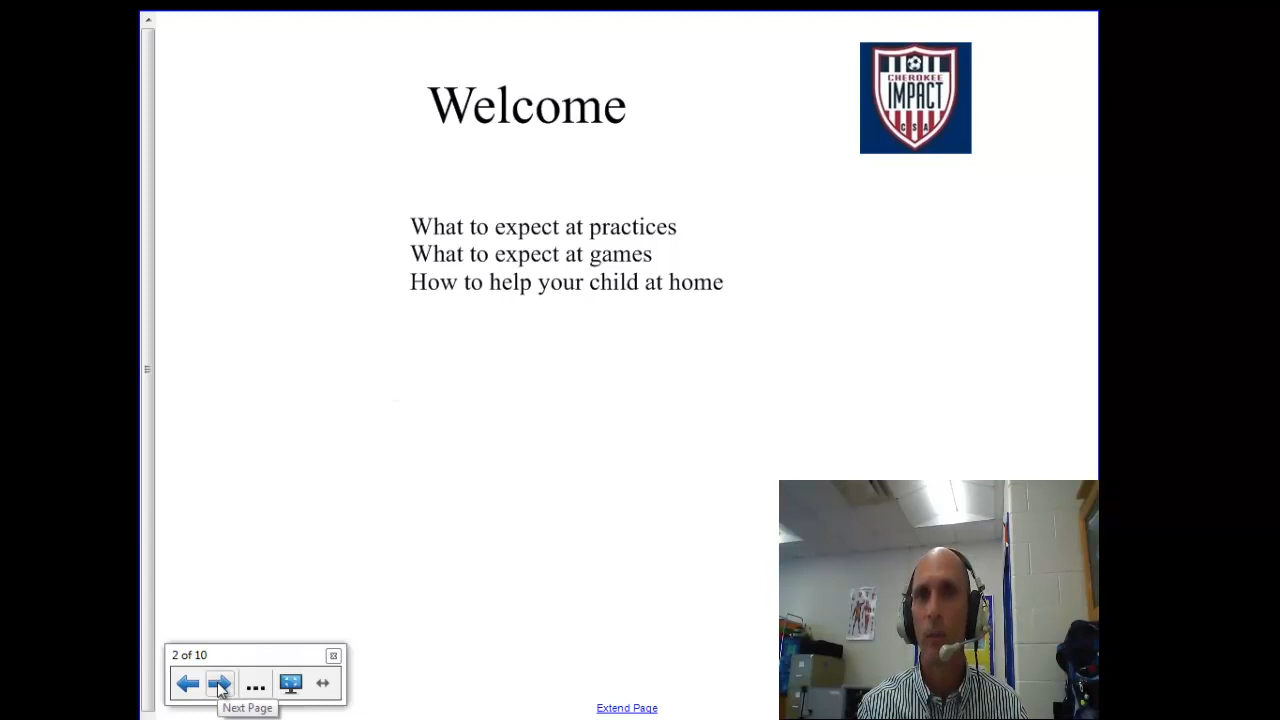 Welcome
CHEROKEE
IMPACT
CSA
What to expect at practices
What to expect at games
How to help your child at home
2 of 10
...
Next Page
Extend Page